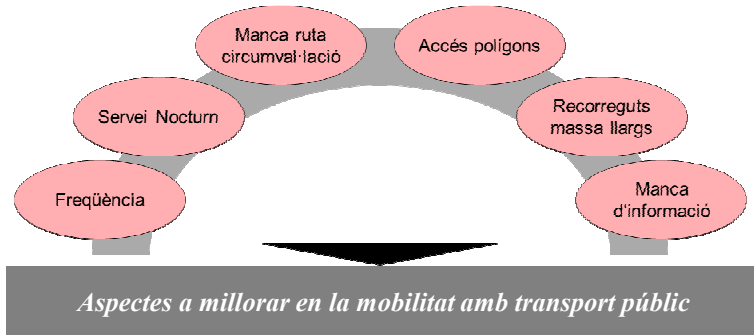 Manca ruta
circumval·lació
Accés polígons
Servei Nocturn
Recorreguts
massa llargs
Freqüència
Manca
d'informació
Aspectes a millorar en la mobilitat amb transport públic